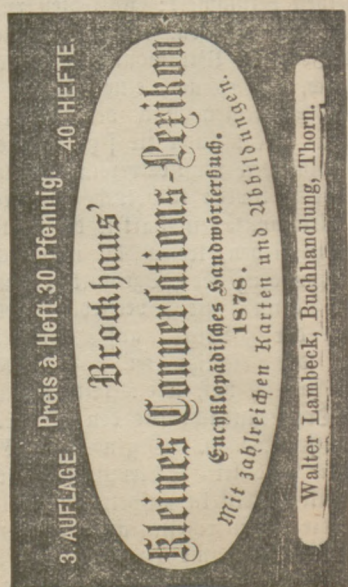 3 AUFLAGE. Preis à Heft 30 Pfennig. 40 HEFTE.
Brockhaus'
Kleines Conversations-Lexikon
Encyklopädisches Handwörterbuch.
1878.
Mit zahlreichen Karten und Abbildungen.
Walter Lambeck, Buchhandlung, Thorn.